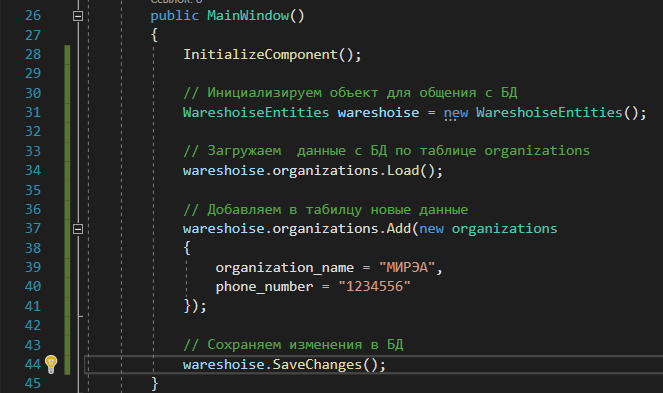 Ссылок: 0
26 public MainWindow()
27 {
28 InitializeComponent();
29
30 // Инициализируем объект для общения с БД
31 WareshoiseEntities wareshoise = new WareshoiseEntities();
32
33 // Загружаем  данные с БД по таблице organizations
34 wareshoise.organizations.Load();
35
36 // Добавляем в табилцу новые данные
37 wareshoise.organizations.Add(new organizations
38 {
39 organization_name = "МИРЭА",
40 phone_number = "1234556"
41 });
42
43 // Сохраняем изменения в БД
44 wareshoise.SaveChanges();
45 }